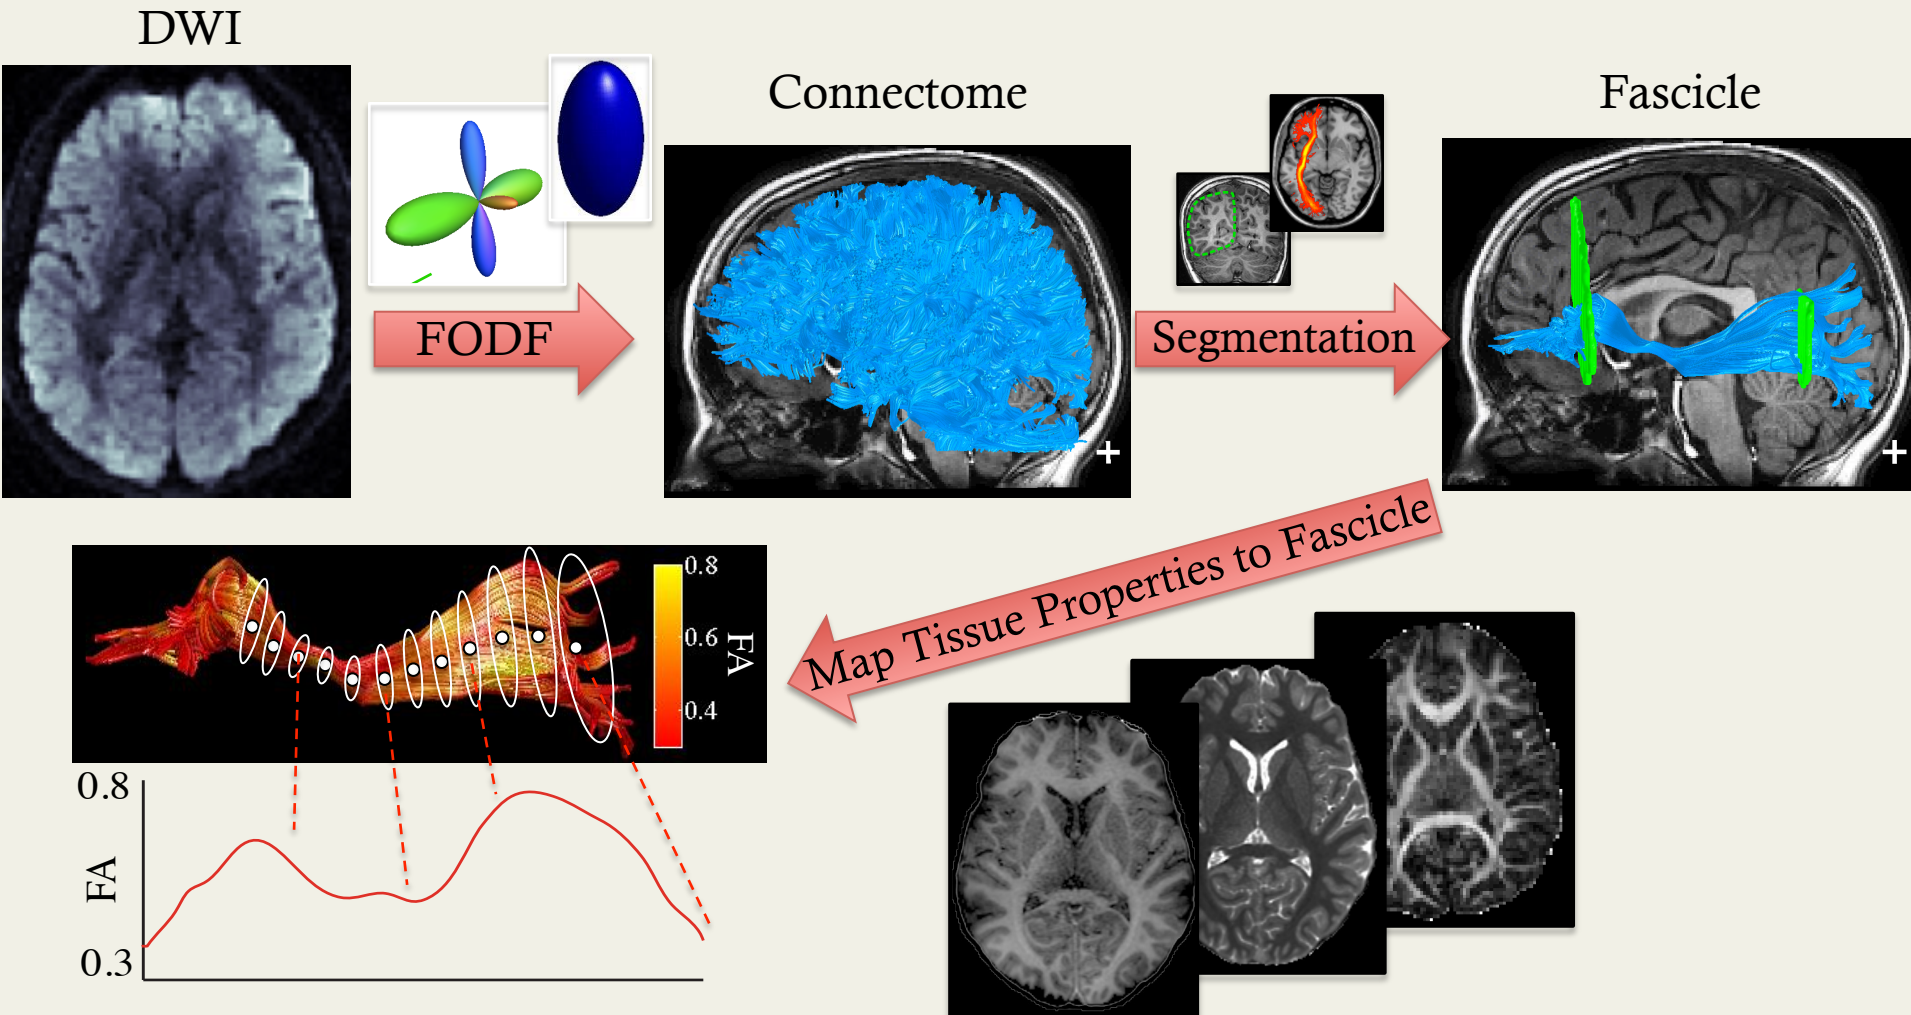 DWI
Connectome
Fascicle
FODF
Segmentation
+
+
Map Tissue Properties to Fascicle
0.8
0.6
0.4
FA
0.8
FA
0.3